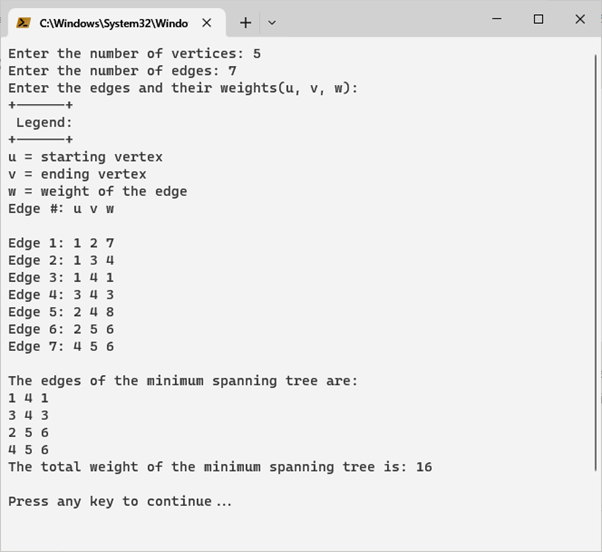 C:\Windows\System32\Windo
Enter the number of vertices: 5
Enter the number of edges: 7
Enter the edges and their weights(u, v, w):
+——————+
Legend:
+——————+
u = starting vertex
v = ending vertex
w = weight of the edge
Edge #: u v w
Edge 1: 1 2 7
Edge 2: 1 3 4
Edge 3: 1 4 1
Edge 4: 3 4 3
Edge 5: 2 4 8
Edge 6: 2 5 6
Edge 7: 4 5 6
The edges of the minimum spanning tree are:
1 4 1
3 4 3
2 5 6
4 5 6
The total weight of the minimum spanning tree is: 16
Press any key to continue...